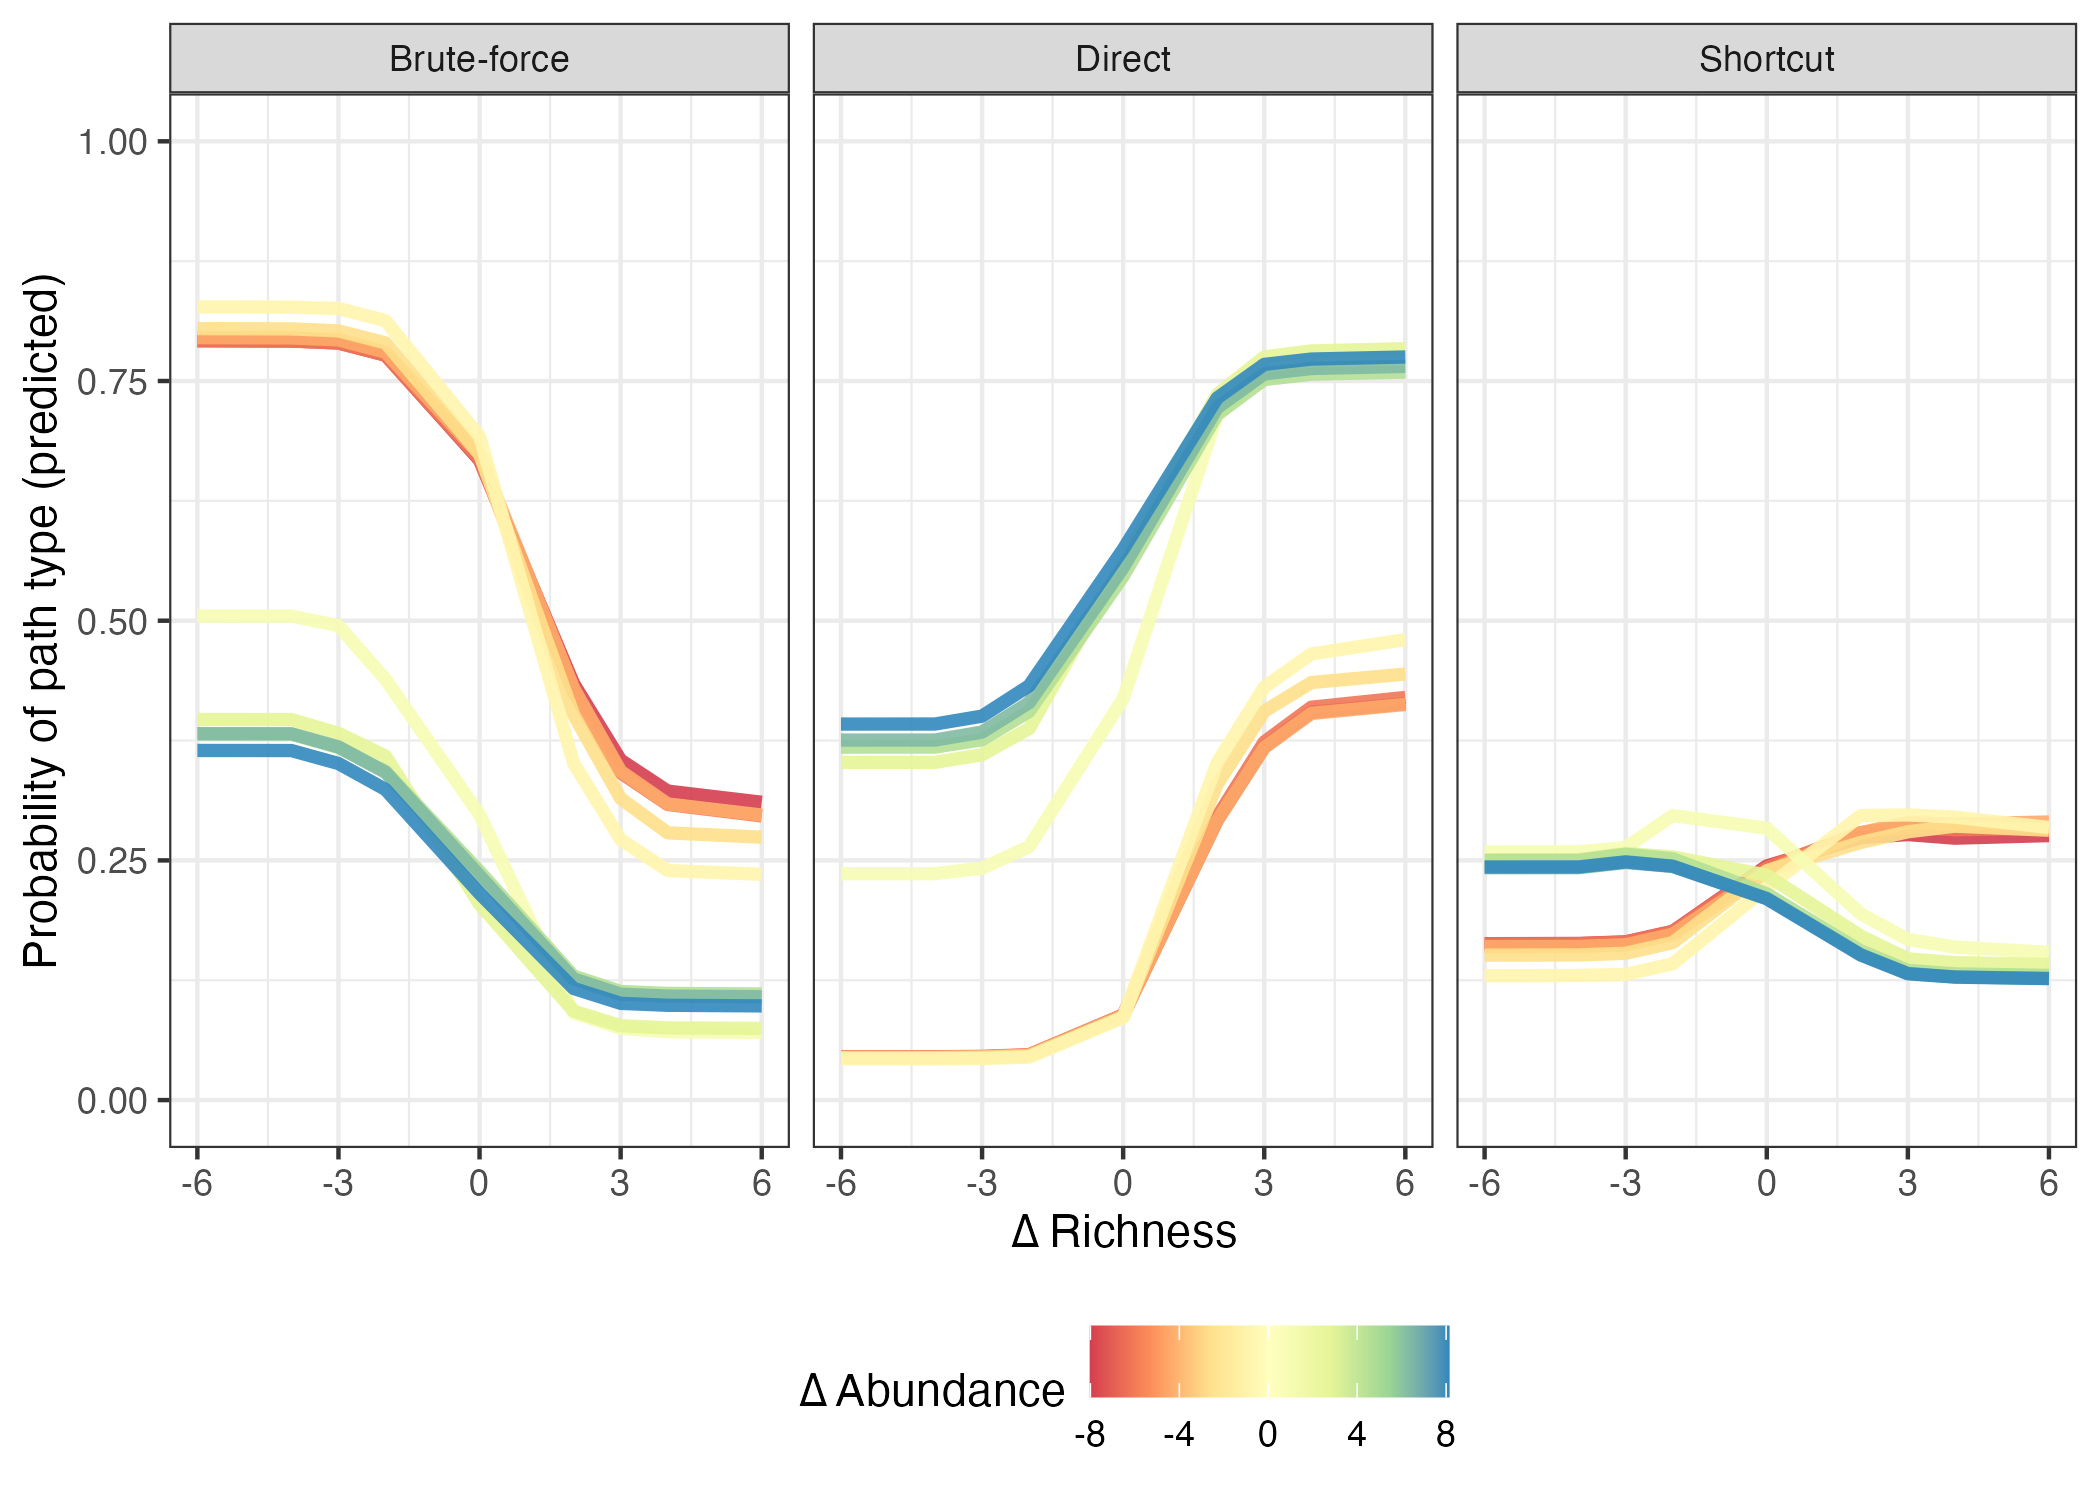 Brute-force Direct Shortcut
Probability of path type (predicted)
1.00
0.75
0.50
0.25
0.00
-6 -3 0 3 6 -6 -3 0 3 6 -6 -3 0 3 6
Δ Richness
Δ Abundance
-8 -4 0 4 8